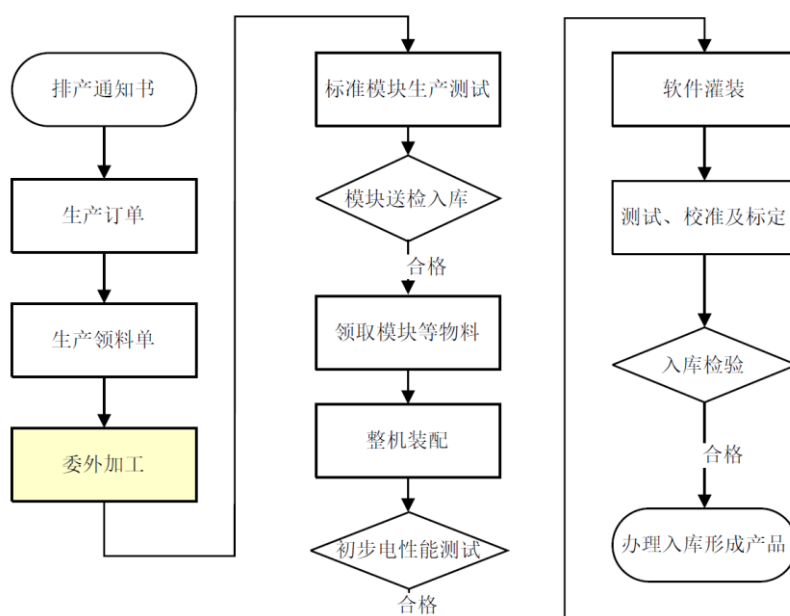 排产通知书
生产订单
生产领料单
委外加工
标准模块生产测试
模块送检入库
合格
领取模块等物料
整机装配
初步电性能测试
合格
软件灌装
测试、校准及标定
入库检验
合格
办理入库形成产品